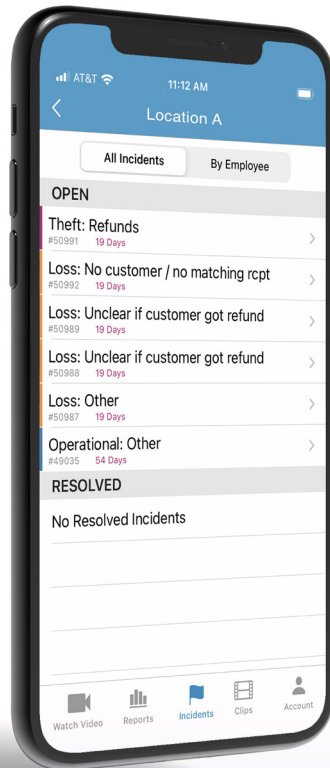 AT&T
11:12 AM
Location A
All Incidents
By Employee
OPEN
Theft: Refunds
#50991 19 Days
Loss: No customer / no matching rcpt
#50992 19 Days
Loss: Unclear if customer got refund
#50989 19 Days
Loss: Unclear if customer got refund
#50988 19 Days
Loss: Other
#50987 19 Days
Operational: Other
#49035 54 Days
RESOLVED
No Resolved Incidents
Watch Video
Reports
Incidents
Clips
Account